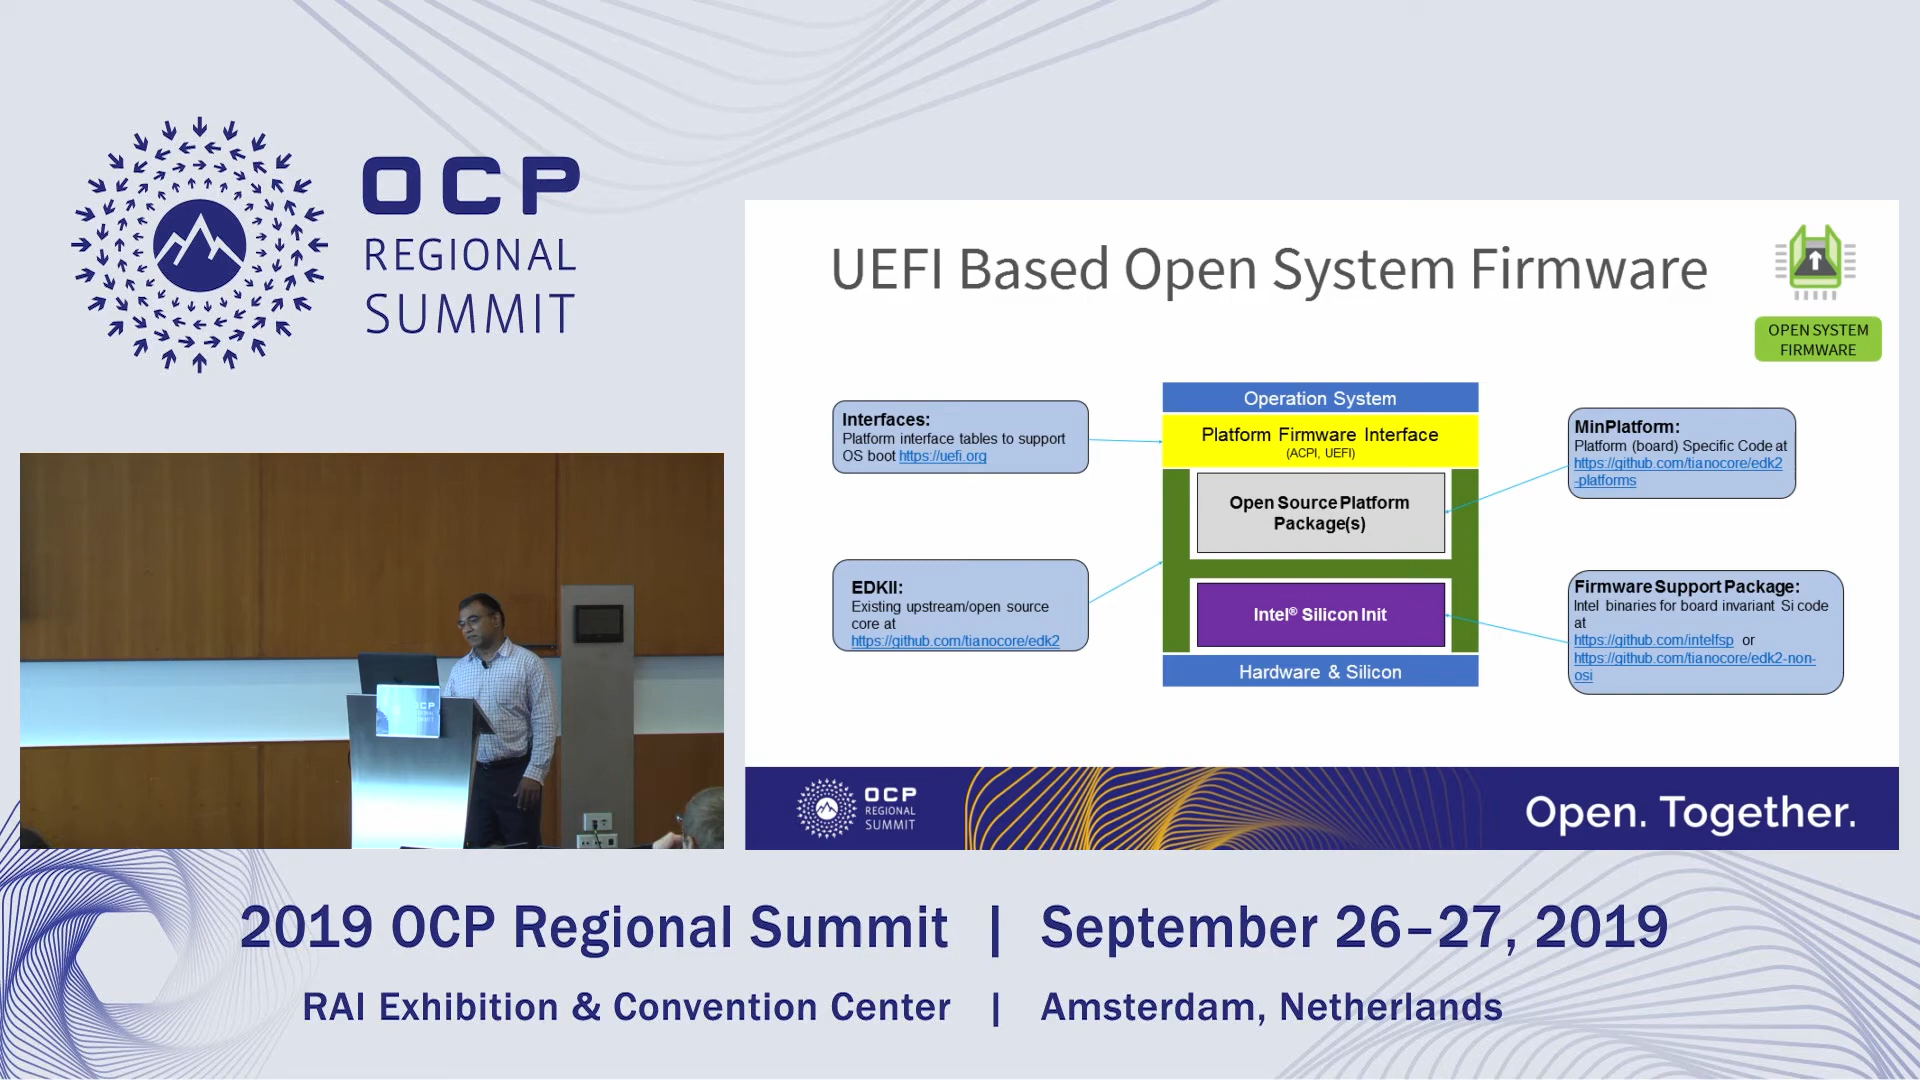 OCP
REGIONAL
SUMMIT
UEFI Based Open System Firmware
OPEN SYSTEM
FIRMWARE
Interfaces:
Platform interface tables to support
OS boot https://uefi.org
EDKII:
Existing upstream/open source
core at
https://github.com/tianocore/edk2
Operation System
Platform Firmware Interface
(ACPI, UEFI)
Open Source Platform
Package(s)
Intel® Silicon Init
Hardware & Silicon
MinPlatform:
Platform (board) Specific Code at
https://github.com/tianocore/edk2
-platforms
Firmware Support Package:
Intel binaries for board invariant Si code
at
https://github.com/intelfsp or
https://github.com/tianocore/edk2-non-
osi
OCP
REGIONAL
SUMMIT
Open. Together.
OCP
2019 OCP Regional Summit | September 26–27, 2019
RAI Exhibition & Convention Center | Amsterdam, Netherlands